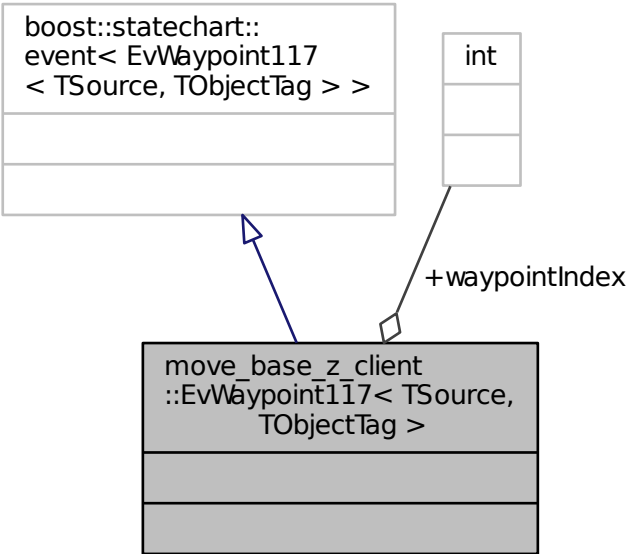 boost::statechart::
event< EvWaypoint117
< TSource, TObjectTag > >
int
+waypointIndex
move_base_z_client
::EvWaypoint117< TSource,
TObjectTag >